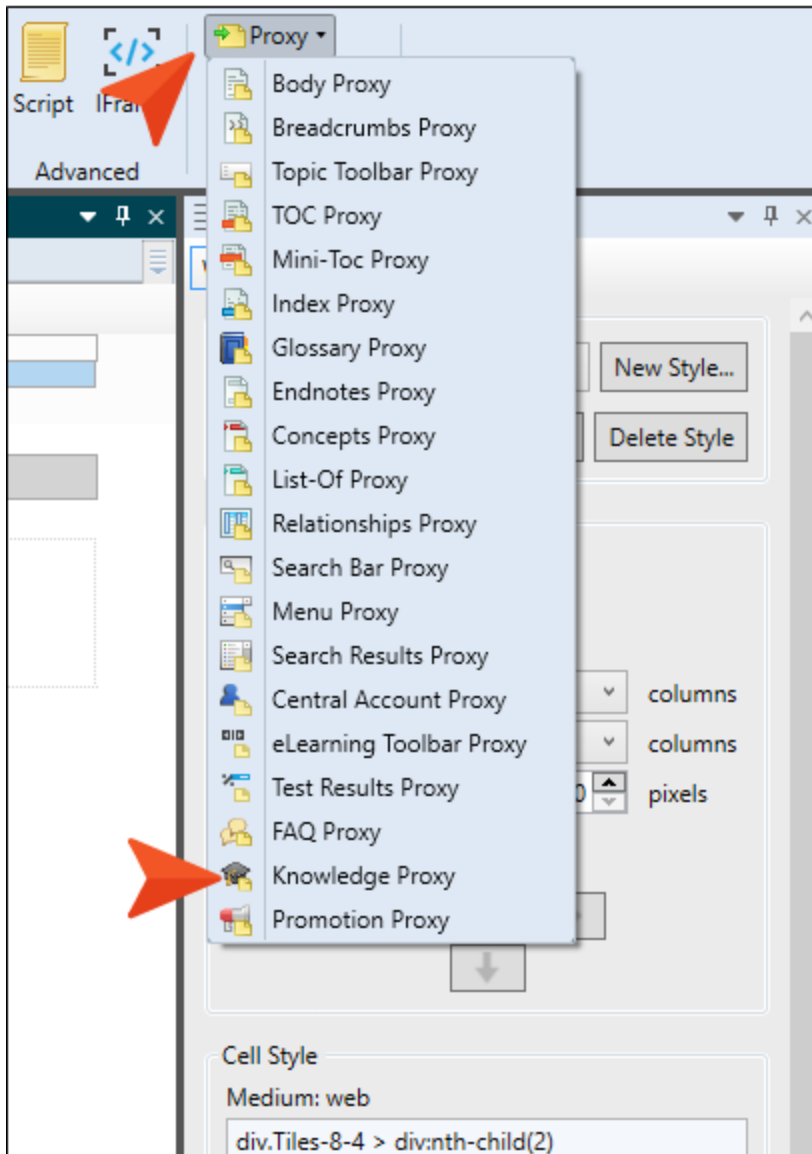 Proxy
Script
Advanced
Body Proxy
Breadcrumbs Proxy
Topic Toolbar Proxy
TOC Proxy
Mini-Toc Proxy
Index Proxy
Glossary Proxy
New Style...
Endnotes Proxy
Concepts Proxy
Delete Style
List-Of Proxy
Relationships Proxy
Search Bar Proxy
Menu Proxy
Search Results Proxy
Central Account Proxy
columns
eLearning Toolbar Proxy
columns
Test Results Proxy
0
pixels
FAQ Proxy
Knowledge Proxy
Promotion Proxy
Cell Style
Medium: web
div.Tiles-8-4 > div:nth-child(2)